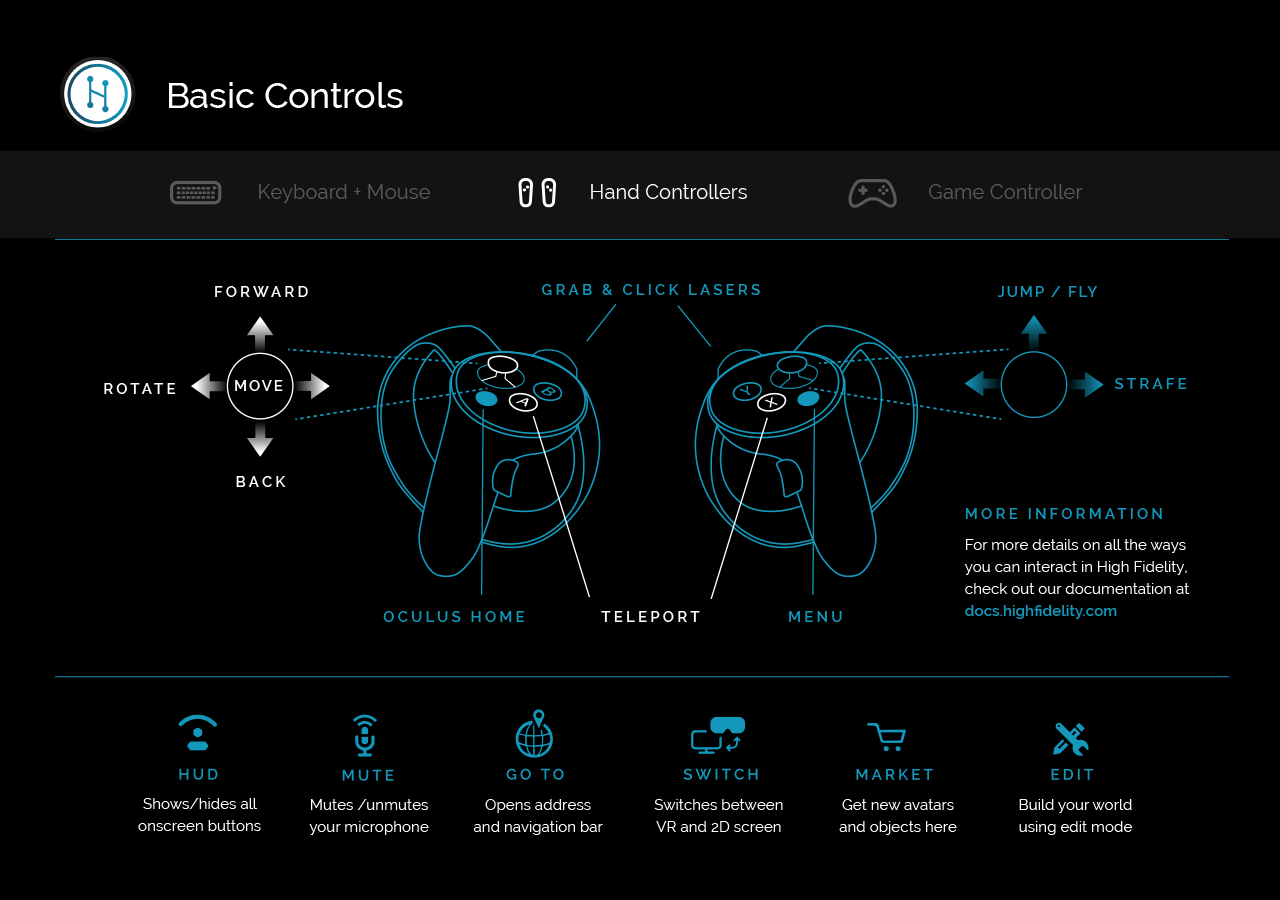 Basic Controls
Keyboard + Mouse
Hand Controllers
Game Controller
FORWARD
GRAB & CLICK LASERS
JUMP / FLY
ROTATE
MOVE
STRAFE
BACK
A
B
Y
X
MORE INFORMATION
For more details on all the ways
you can interact in High Fidelity,
check out our documentation at
docs.highfidelity.com
OCULUS HOME
TELEPORT
MENU
HUD
Shows/hides all
onscreen buttons
MUTE
Mutes /unmutes
your microphone
GO TO
Opens address
and navigation bar
SWITCH
Switches between
VR and 2D screen
MARKET
Get new avatars
and objects here
EDIT
Build your world
using edit mode